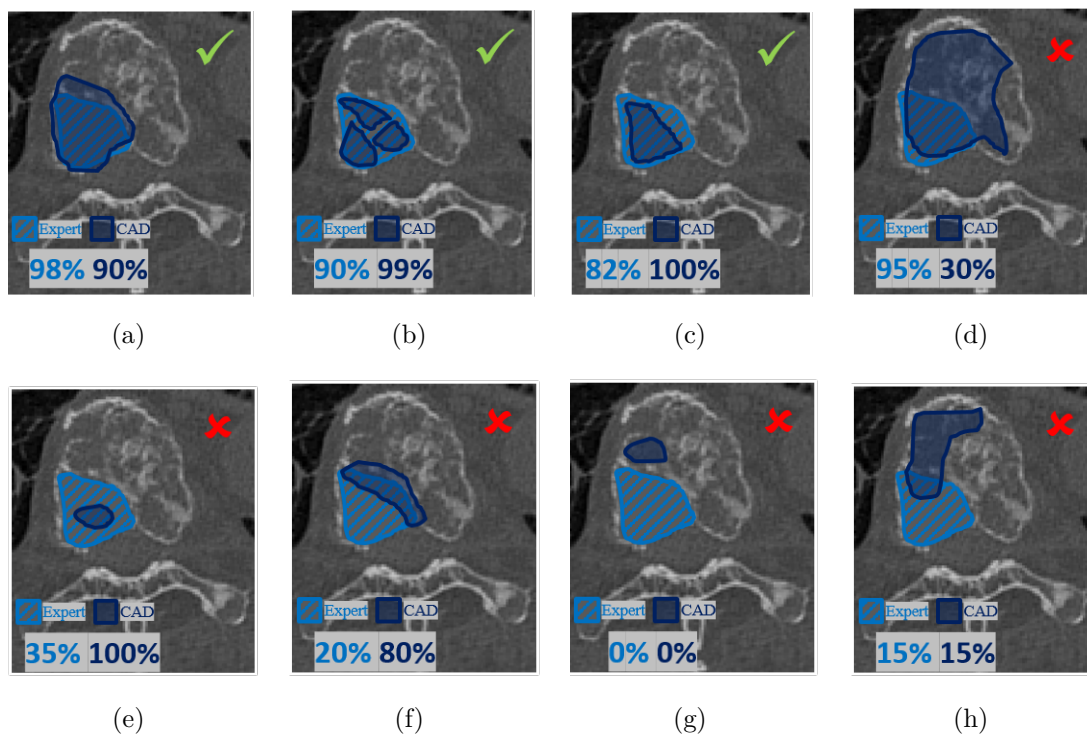 Expert CAD
98% 90%
Expert CAD
90% 99%
Expert CAD
82% 100%
Expert CAD
95% 30%
(a)
(b)
(c)
(d)
Expert CAD
35% 100%
Expert CAD
20% 80%
Expert CAD
0% 0%
Expert CAD
15% 15%
(e)
(f)
(g)
(h)